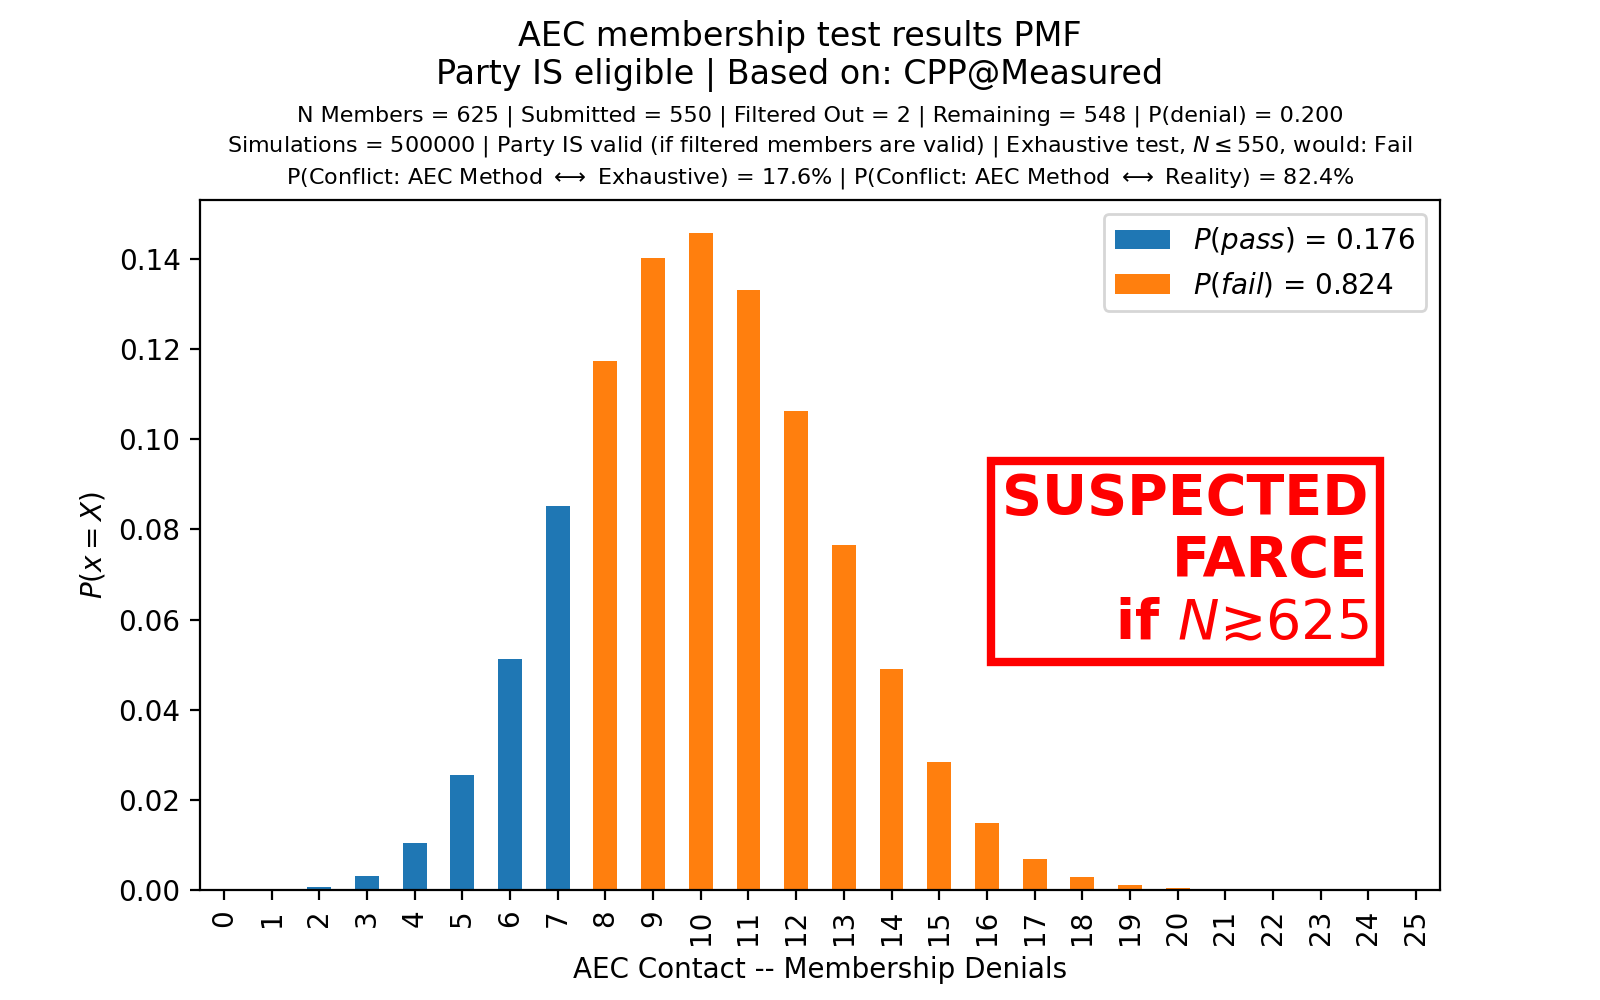 AEC membership test results PMF
Party IS eligible | Based on: CPP@Measured
N Members = 625 | Submitted = 550 | Filtered Out = 2 | Remaining = 548 | P(denial) = 0.200
Simulations = 500000 | Party IS valid (if filtered members are valid) | Exhaustive test, N ≤ 550, would: Fail
P(Conflict: AEC Method ⟷ Exhaustive) = 17.6% | P(Conflict: AEC Method ⟷ Reality) = 82.4%
P(pass) = 0.176
P(fail) = 0.824
0.14
0.12
0.10
0.08
0.06
0.04
0.02
0.00
P(x = X)
SUSPECTED
FARCE
if N≳625
0 1 2 3 4 5 6 7 8 9 10 11 12 13 14 15 16 17 18 19 20 21 22 23 24 25
AEC Contact -- Membership Denials